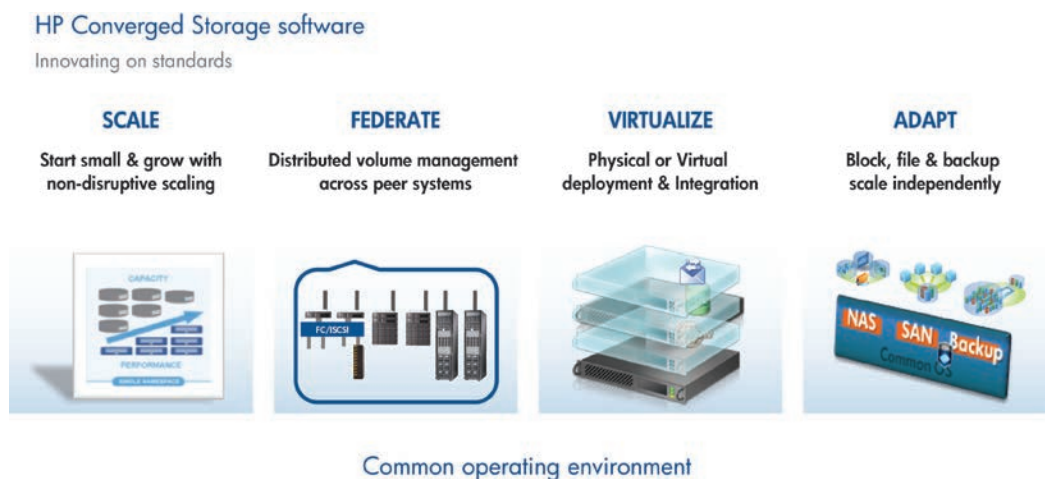 HP Converged Storage software
Innovating on standards
SCALE
Start small & grow with
non-disruptive scaling
FEDERATE
Distributed volume management
across peer systems
VIRTUALIZE
Physical or Virtual
deployment & Integration
ADAPT
Block, file & backup
scale independently
CAPACITY
PERFORMANCE
SINGLE NAMESPACE
FC/iSCSI
NAS
SAN
Backup
Common OS
Common operating environment